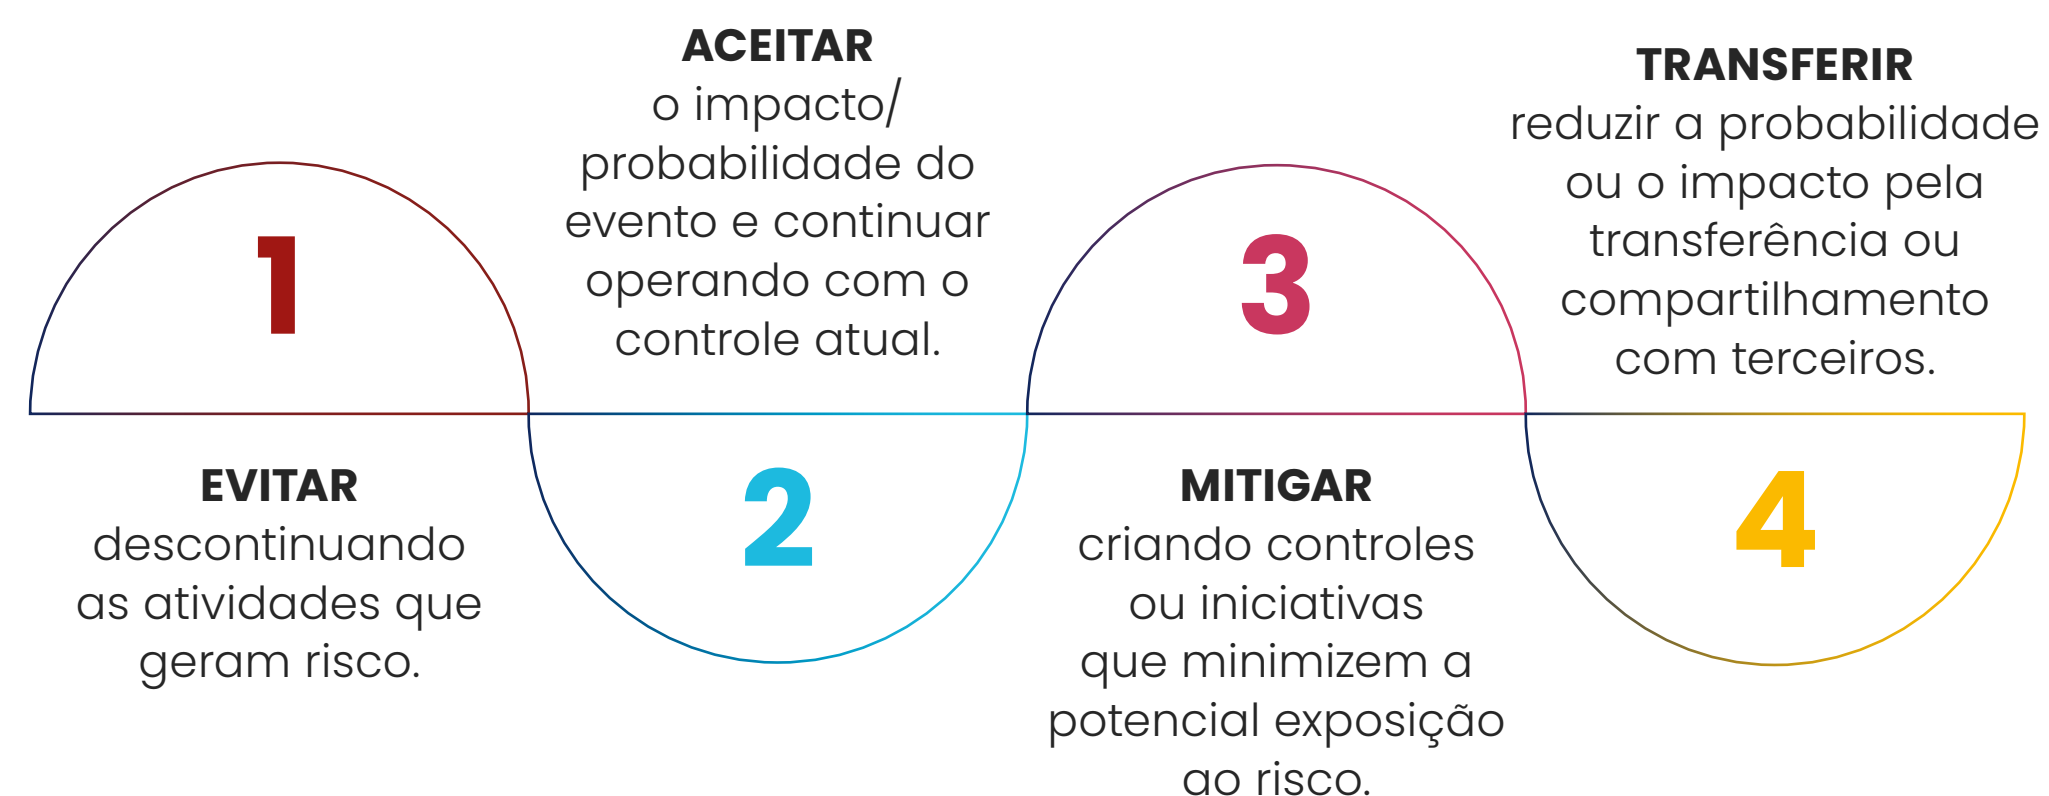 1
EVITAR
descontinuando
as atividades que
geram risco.
ACEITAR
o impacto/
probabilidade do
evento e continuar
operando com o
controle atual.
2
3
MITIGAR
criando controles
ou iniciativas
que minimizem a
potencial exposição
ao risco.
TRANSFERIR
reduzir a probabilidade
ou o impacto pela
transferência ou
compartilhamento
com terceiros.
4